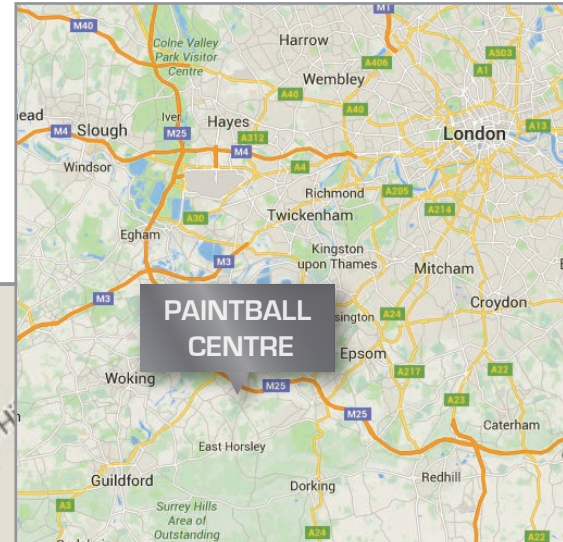 M40
M1
Colne Valley
Park Visitor
Centre
Harrow
A406
A503
A1
Wembley
A40
A40
ead
Iver
Hayes
M4
Slough
M25
A312
London
A13
M4
Windsor
A4
Richmond
A205
A30
Twickenham
A214
Egham
Kingston
upon Thames
M3
Mitcham
M3
Croydon
PAINTBALL
CENTRE
sington
A24
Epsom
Woking
M25
A217
A22
M25
A23
Caterham
East Horsley
Guildford
Dorking
Redhill
A3
Surrey Hills
Area of
Outstanding
A24
A22